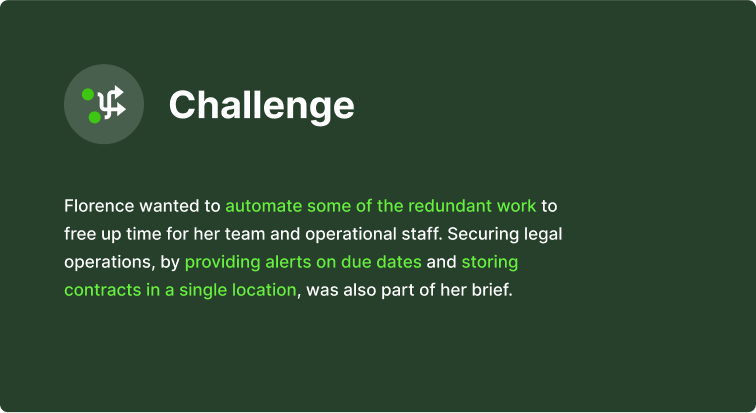 Challenge
Florence wanted to automate some of the redundant work to
free up time for her team and operational staff. Securing legal
operations, by providing alerts on due dates and storing
contracts in a single location, was also part of her brief.